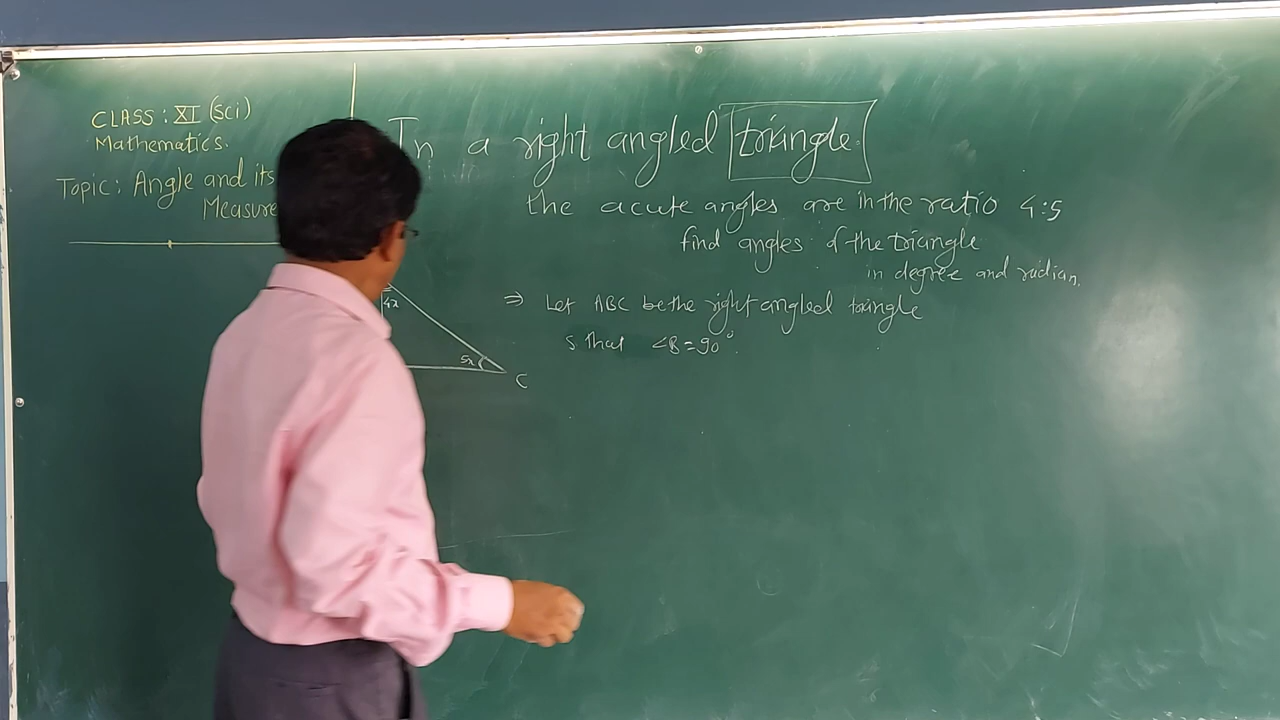 CLASS : XI (Sci)
Mathematics.
Topic : Angle and its
Measure
In a right angled triangle.
the acute angles are in the ratio 4:5
find angles of the triangle
in degree and radian.
⇒ Let ABC be the right angled triangle
s that ∠B = 90°.
4x
5x
C